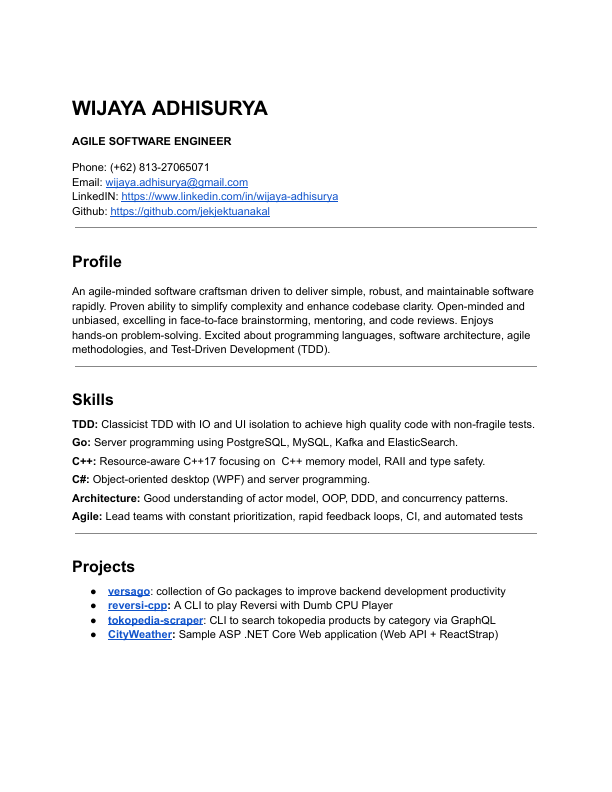 WIJAYA ADHISURYA
AGILE SOFTWARE ENGINEER
Phone: (+62) 813-27065071
Email: wijaya.adhisurya@gmail.com
LinkedIN: https://www.linkedin.com/in/wijaya-adhisurya
Github: https://github.com/jekjektuanakal
Profile
An agile-minded software craftsman driven to deliver simple, robust, and maintainable software
rapidly. Proven ability to simplify complexity and enhance codebase clarity. Open-minded and
unbiased, excelling in face-to-face brainstorming, mentoring, and code reviews. Enjoys
hands-on problem-solving. Excited about programming languages, software architecture, agile
methodologies, and Test-Driven Development (TDD).
Skills
TDD: Classicist TDD with IO and UI isolation to achieve high quality code with non-fragile tests.
Go: Server programming using PostgreSQL, MySQL, Kafka and ElasticSearch.
C++: Resource-aware C++17 focusing on  C++ memory model, RAII and type safety.
C#: Object-oriented desktop (WPF) and server programming.
Architecture: Good understanding of actor model, OOP, DDD, and concurrency patterns.
Agile: Lead teams with constant prioritization, rapid feedback loops, CI, and automated tests
Projects
● versago: collection of Go packages to improve backend development productivity
● reversi-cpp: A CLI to play Reversi with Dumb CPU Player
● tokopedia-scraper: CLI to search tokopedia products by category via GraphQL
● CityWeather: Sample ASP .NET Core Web application (Web API + ReactStrap)